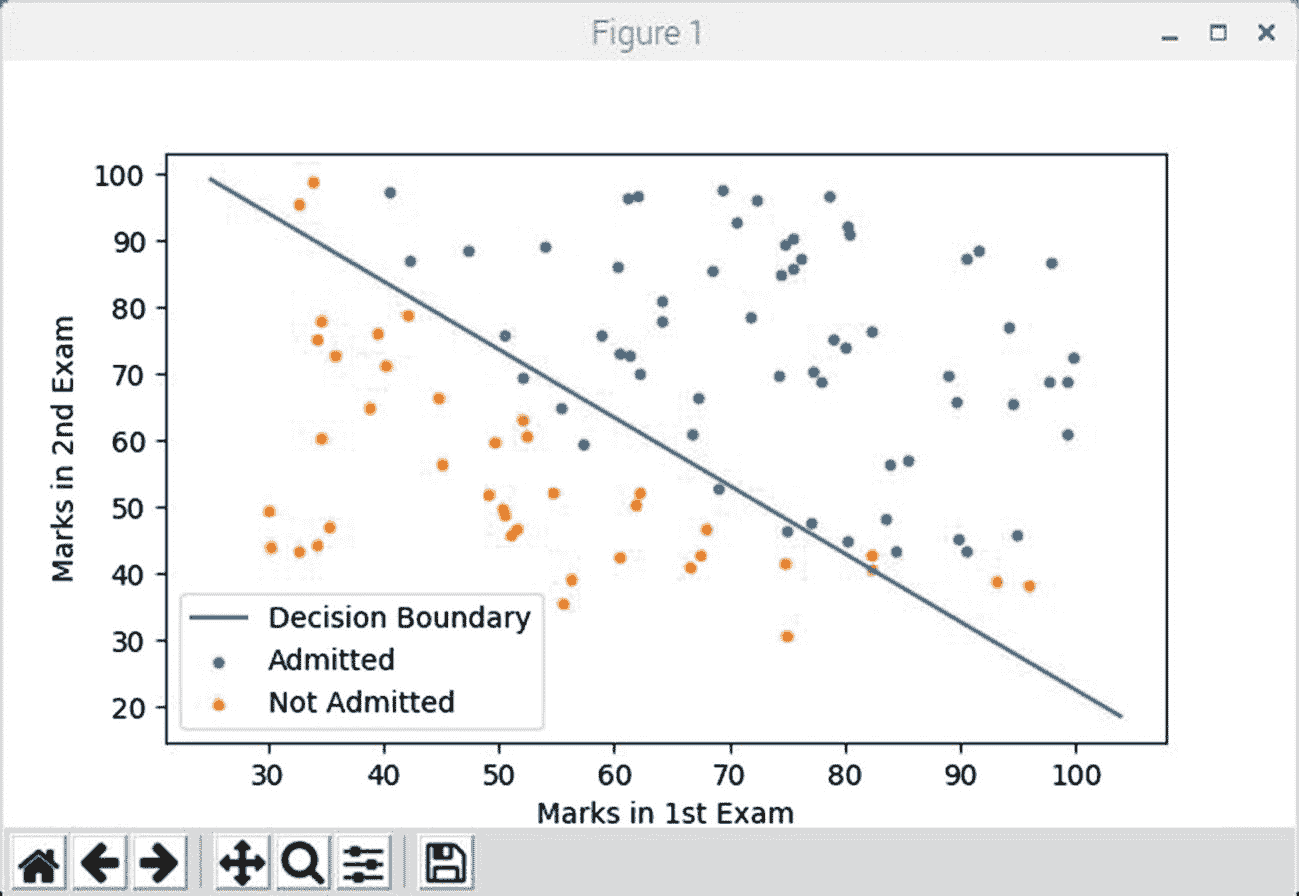 Figure 1
100
90
80
70
60
50
40
30
20
Marks in 2nd Exam
Decision Boundary
Admitted
Not Admitted
30 40 50 60 70 80 90 100
Marks in 1st Exam